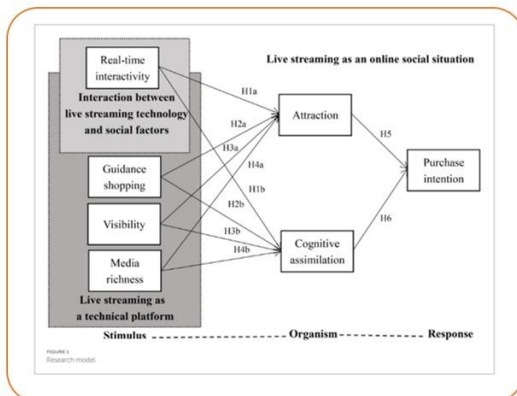 Real-time
interactivity
Live streaming as an online social situation
Interaction between
live streaming technology
and social factors
H1a
H2a
H3a
H4a
H1b
H2b
H3b
H4b
Attraction
H5
Guidance
shopping
Purchase
intention
Visibility
H6
Cognitive
assimilation
Media
richness
Live streaming as
a technical platform
Stimulus
Organism
Response
FIGURE 1
Research model.